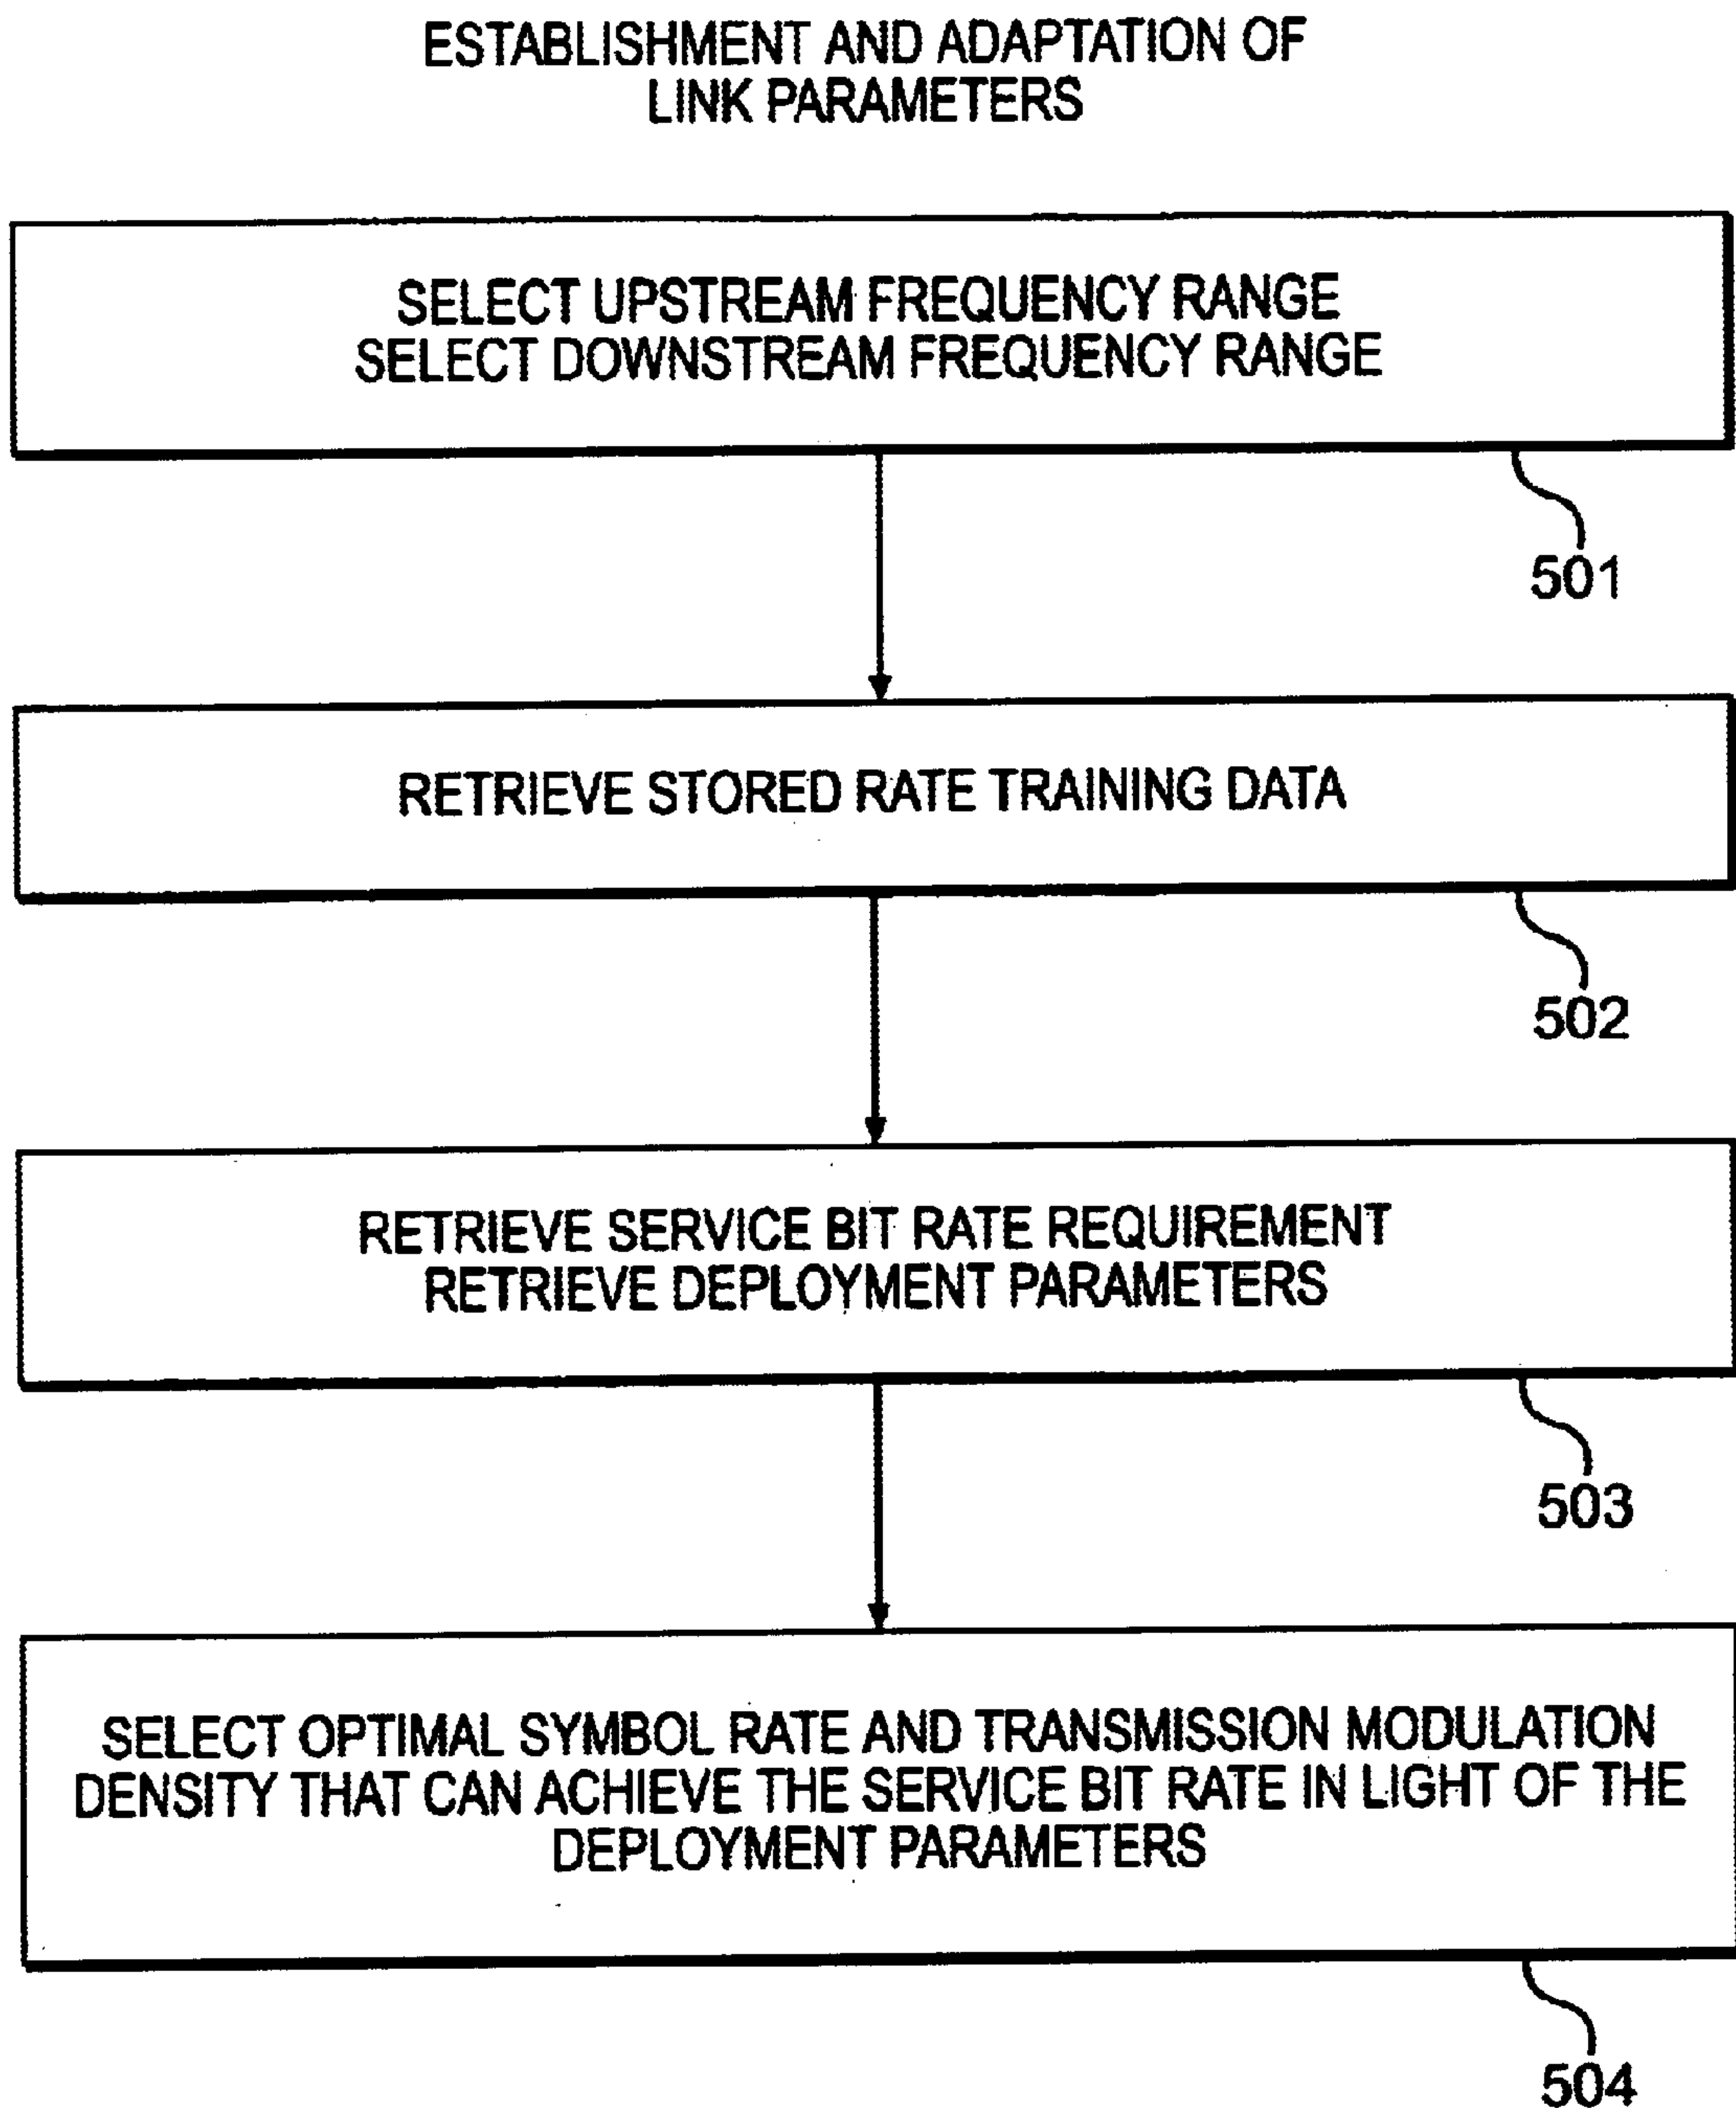 ESTABLISHMENT AND ADAPTATION OF
LINK PARAMETERS
SELECT UPSTREAM FREQUENCY RANGE
SELECT DOWNSTREAM FREQUENCY RANGE
501
RETRIEVE STORED RATE TRAINING DATA
502
RETRIEVE SERVICE BIT RATE REQUIREMENT
RETRIEVE DEPLOYMENT PARAMETERS
503
SELECT OPTIMAL SYMBOL RATE AND TRANSMISSION MODULATION
DENSITY THAT CAN ACHIEVE THE SERVICE BIT RATE IN LIGHT OF THE
DEPLOYMENT PARAMETERS
504